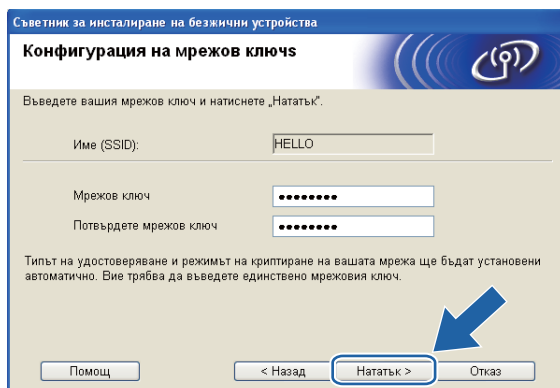 Съветник за инсталиране на безжични устройства
Конфигурация на мрежов ключs
Въведете вашия мрежов ключ и натиснете „Нататък”.
Име (SSID): HELLO
Мрежов ключ ••••••••
Потвърдете мрежов ключ ••••••••
Типът на удостоверяване и режимът на криптиране на вашата мрежа ще бъдат установени
автоматично. Вие трябва да въведете единствено мрежовия ключ.
Помощ < Назад Нататък > Отказ